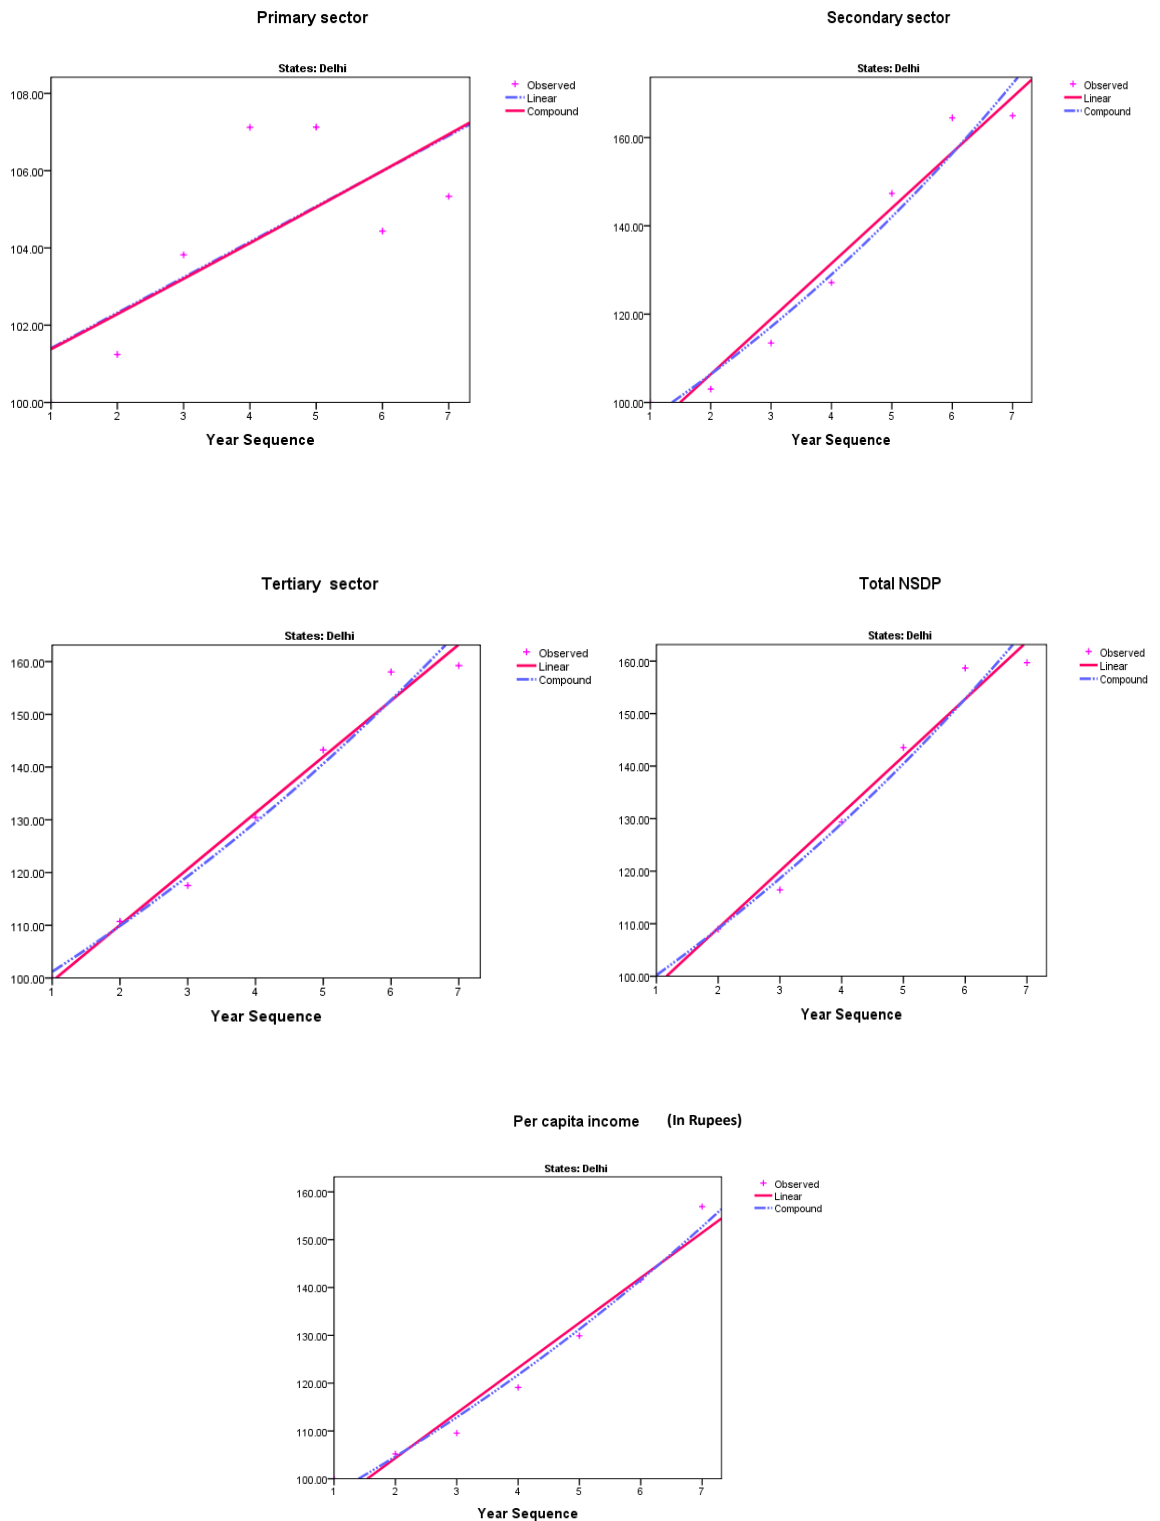 Primary sector
States: Delhi
Observed
Linear
Compound
108.00
106.00
104.00
102.00
100.00
1 2 3 4 5 6 7
Year Sequence
Secondary sector
States: Delhi
Observed
Linear
Compound
160.00
140.00
120.00
100.00
1 2 3 4 5 6 7
Year Sequence
Tertiary sector
States: Delhi
Observed
Linear
Compound
160.00
150.00
140.00
130.00
120.00
110.00
100.00
1 2 3 4 5 6 7
Year Sequence
Total NSDP
States: Delhi
Observed
Linear
Compound
160.00
150.00
140.00
130.00
120.00
110.00
100.00
1 2 3 4 5 6 7
Year Sequence
Per capita income (In Rupees)
States: Delhi
Observed
Linear
Compound
160.00
150.00
140.00
130.00
120.00
110.00
100.00
1 2 3 4 5 6 7
Year Sequence